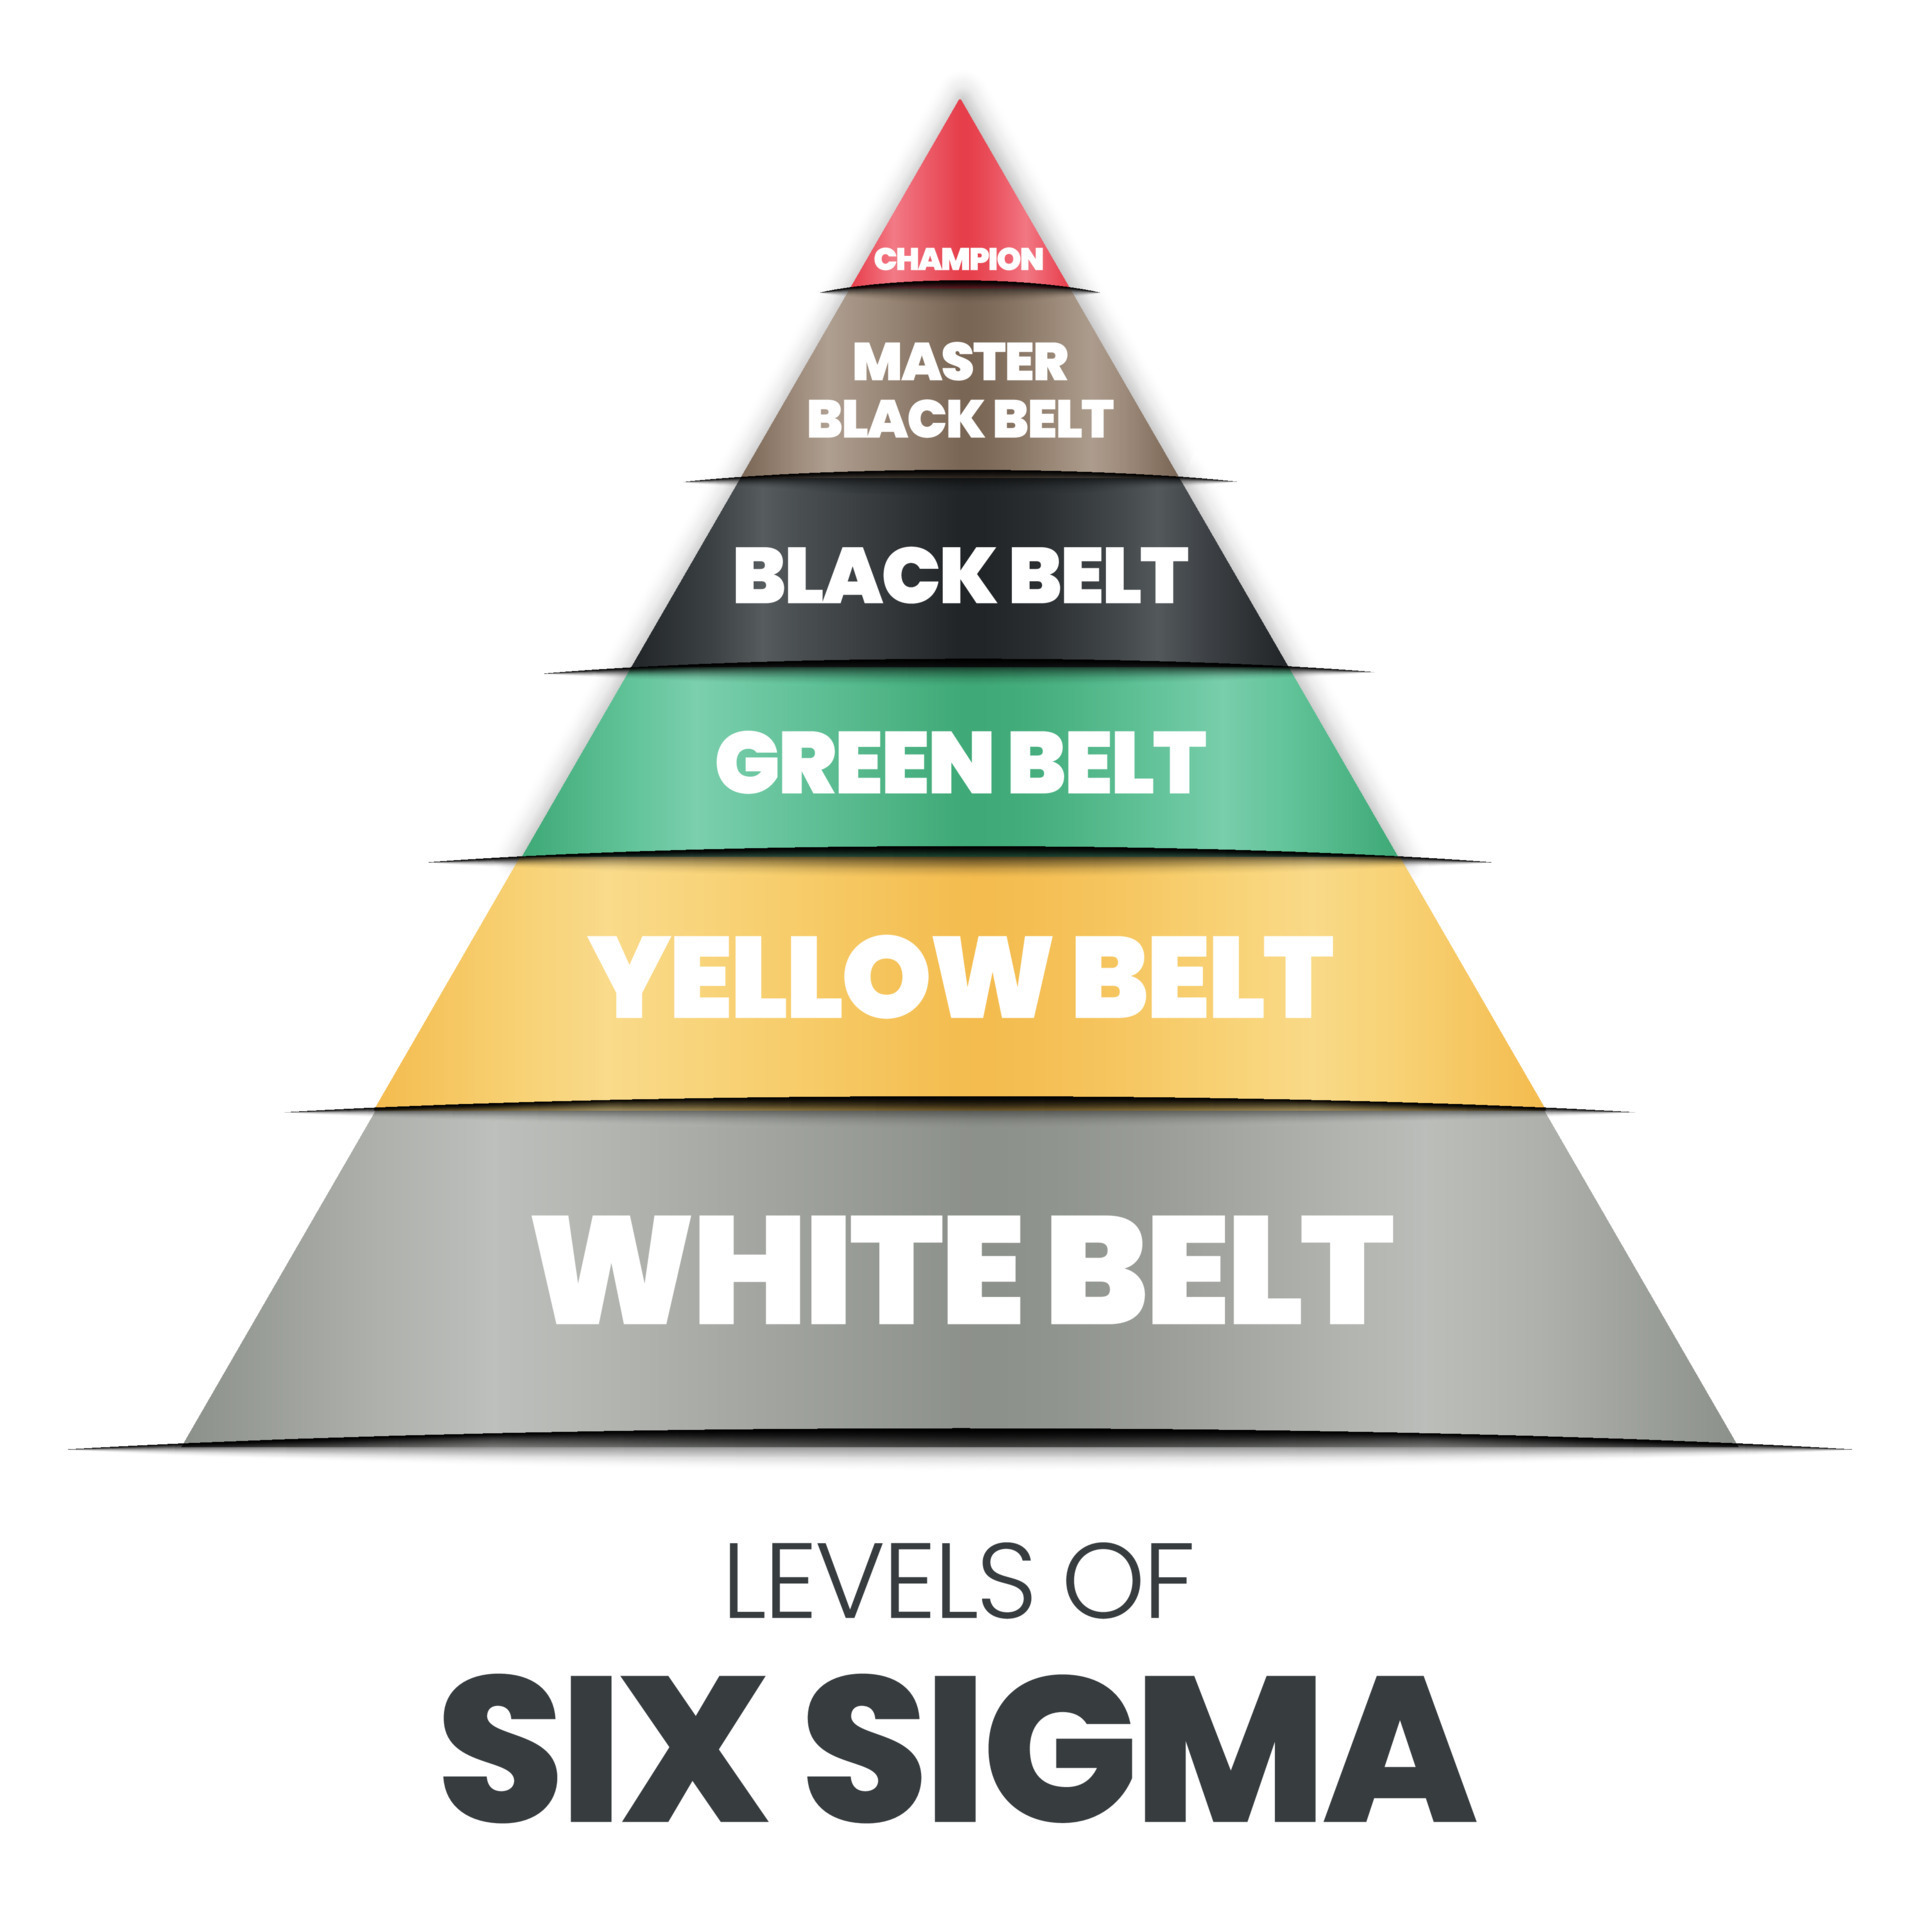 CHAMPION
MASTER
BLACK BELT
BLACK BELT
GREEN BELT
YELLOW BELT
WHITE BELT
LEVELS OF
SIX SIGMA